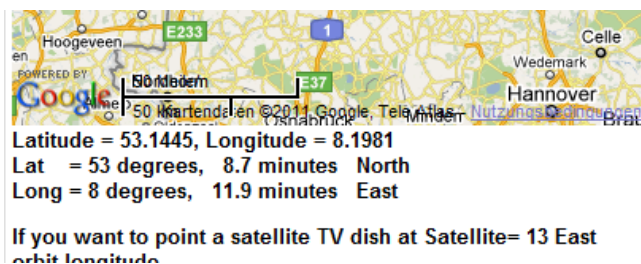 Hoogeveen
E233
1
Celle
en
Wedemark
POWERED BY
Google
E37
Hannover
50 km
Kartendaten ©2011 Google, Tele Atlas - Nutzungsbedingungen
Osnabrück
Minden
Latitude = 53.1445, Longitude = 8.1981
Lat = 53 degrees, 8.7 minutes North
Long = 8 degrees, 11.9 minutes East
If you want to point a satellite TV dish at Satellite= 13 East
orbit longitude